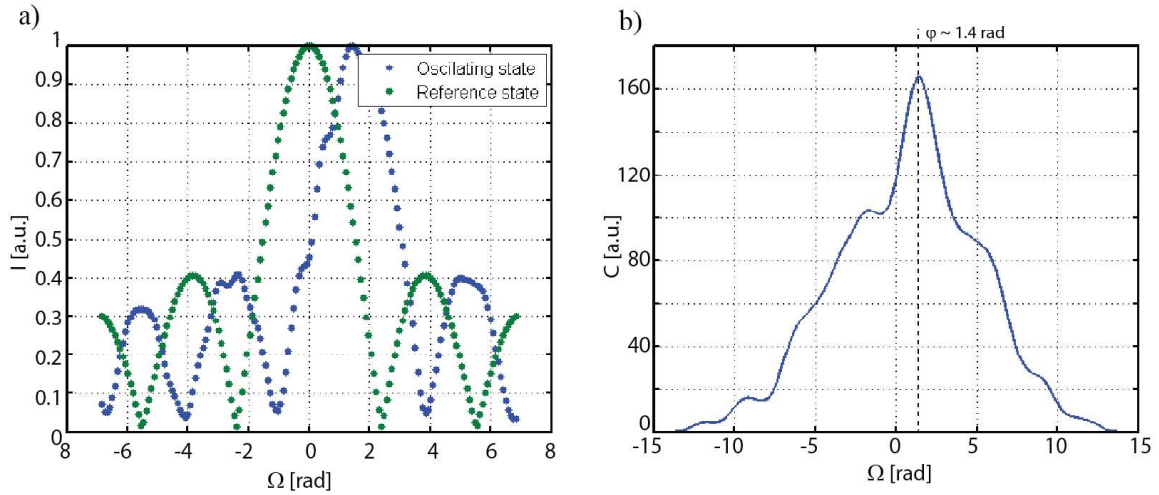 a)
1
0.9
0.8
0.7
0.6
0.5
0.4
0.3
0.2
0.1
I [a.u.]
Oscilating state
Reference state
8 -6 -4 -2 0 2 4 6 8
Ω [rad]
b)
φ ~ 1.4 rad
160
120
80
40
0
C [a.u.]
-15 -10 -5 0 5 10 15
Ω [rad]